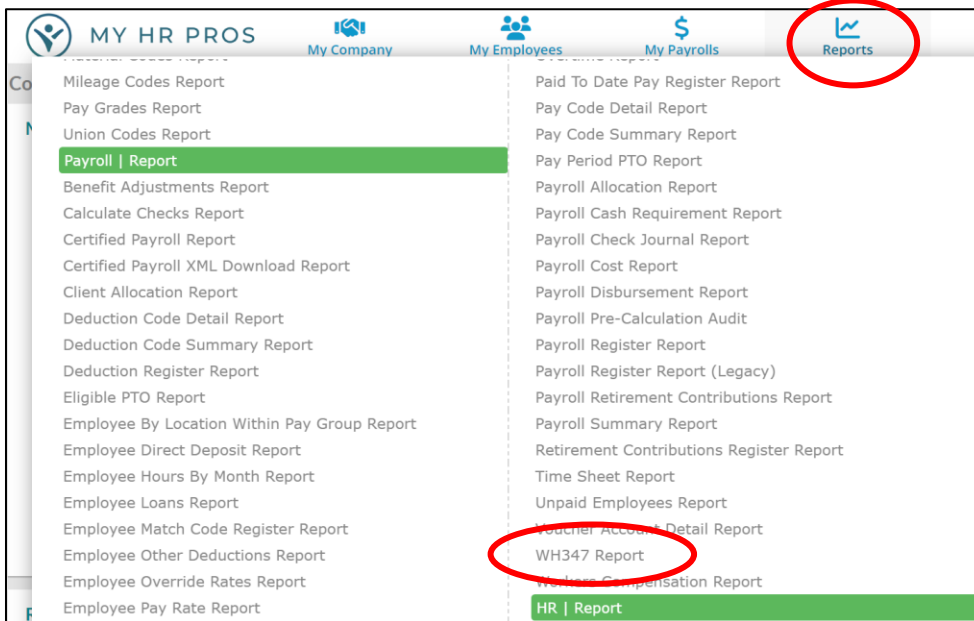 MY HR PROS
My Company
My Employees
My Payrolls
Reports
Co
Material Codes Report
Mileage Codes Report
Pay Grades Report
Union Codes Report
Payroll | Report
Benefit Adjustments Report
Calculate Checks Report
Certified Payroll Report
Certified Payroll XML Download Report
Client Allocation Report
Deduction Code Detail Report
Deduction Code Summary Report
Deduction Register Report
Eligible PTO Report
Employee By Location Within Pay Group Report
Employee Direct Deposit Report
Employee Hours By Month Report
Employee Loans Report
Employee Match Code Register Report
Employee Other Deductions Report
Employee Override Rates Report
Employee Pay Rate Report
Overtime Report
Paid To Date Pay Register Report
Pay Code Detail Report
Pay Code Summary Report
Pay Period PTO Report
Payroll Allocation Report
Payroll Cash Requirement Report
Payroll Check Journal Report
Payroll Cost Report
Payroll Disbursement Report
Payroll Pre-Calculation Audit
Payroll Register Report
Payroll Register Report (Legacy)
Payroll Retirement Contributions Report
Payroll Summary Report
Retirement Contributions Register Report
Time Sheet Report
Unpaid Employees Report
Voucher Account Detail Report
WH347 Report
Workers Compensation Report
HR | Report